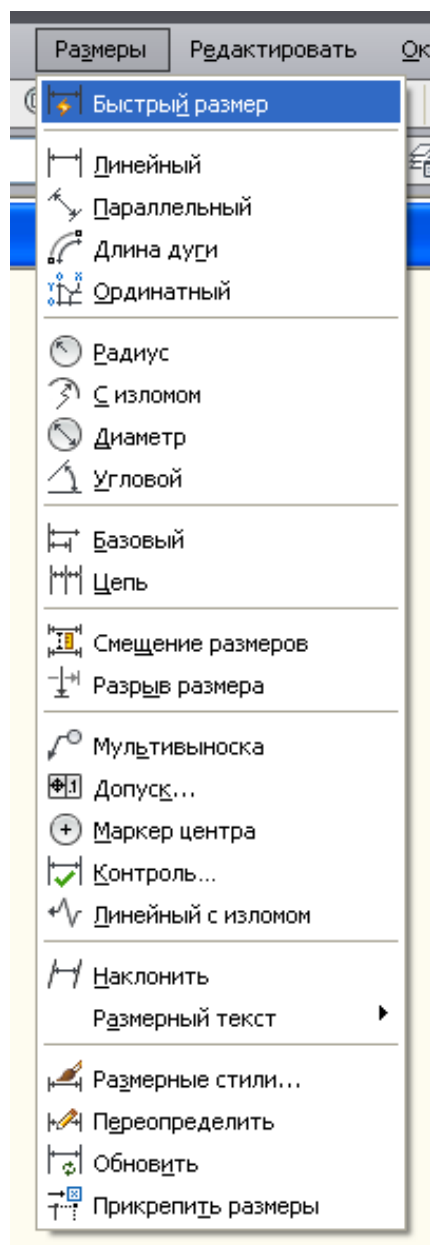 Размеры Редактировать Ок
Быстрый размер
Линейный
Параллельный
Длина дуги
Ординатный
Радиус
С изломом
Диаметр
Угловой
Базовый
Цепь
Смещение размеров
Разрыв размера
Мультивыноска
Допуск...
Маркер центра
Контроль...
Линейный с изломом
Наклонить
Размерный текст
Размерные стили...
Переопределить
Обновить
Прикрепить размеры